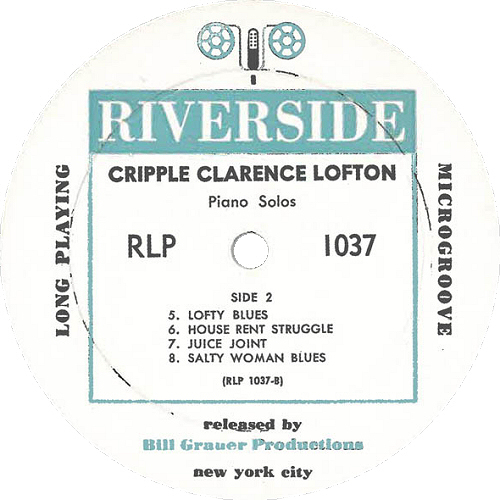 RIVERSIDE
CRIPPLE CLARENCE LOFTON
Piano Solos
RLP 1037
LONG PLAYING
MICROGROOVE
SIDE 2
5. LOFTY BLUES
6. HOUSE RENT STRUGGLE
7. JUICE JOINT
8. SALTY WOMAN BLUES
(RLP 1037-B)
released by
Bill Grauer Productions
new york city